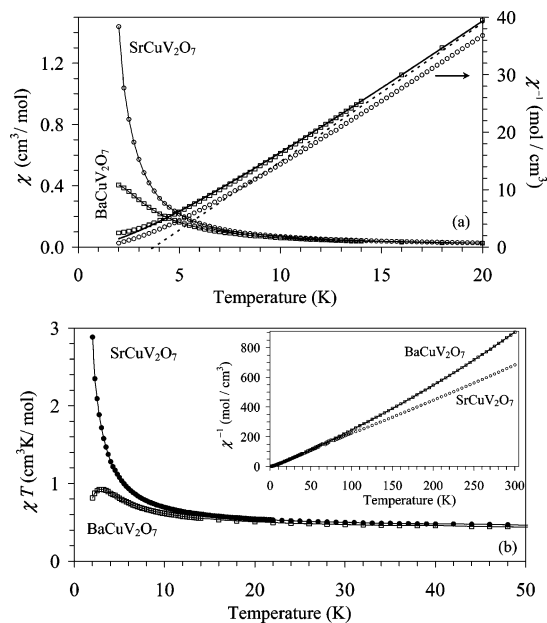 SrCuV2O7
BaCuV2O7
(a)
χ (cm3/ mol)
1.2
0.8
0.4
0.0
40
30
20
10
0
χ−1 (mol / cm3)
0 5 10 15 20
Temperature (K)
SrCuV2O7
BaCuV2O7
(b)
χ T (cm3K/ mol)
3
2
1
0
χ−1 (mol / cm3)
1000
800
600
400
200
0
BaCuV2O7
SrCuV2O7
0 50 100 150 200 250 300
Temperature (K)
0 10 20 30 40 50
Temperature (K)